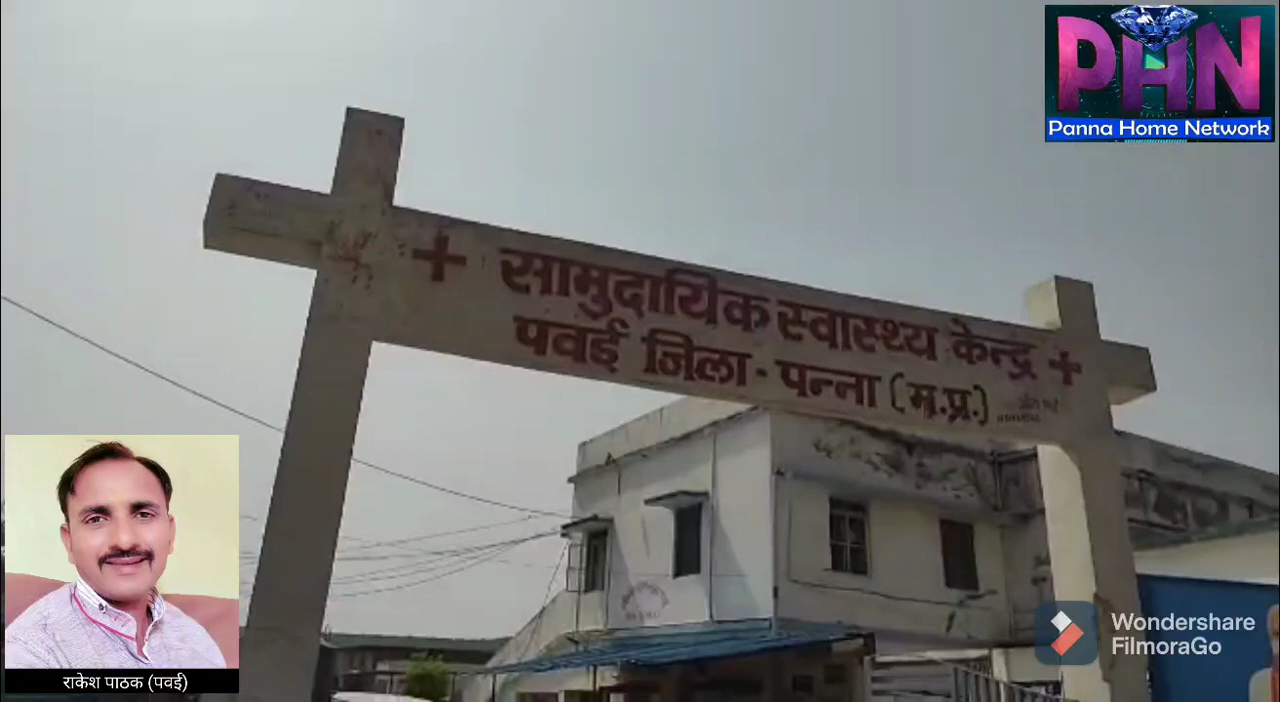 PHN
Panna Home Network
+ सामुदायिक स्वास्थ्य केन्द्र +
पवई जिला - पन्ना (म.प्र.)
राकेश पाठक (पवई)
Wondershare
FilmoraGo